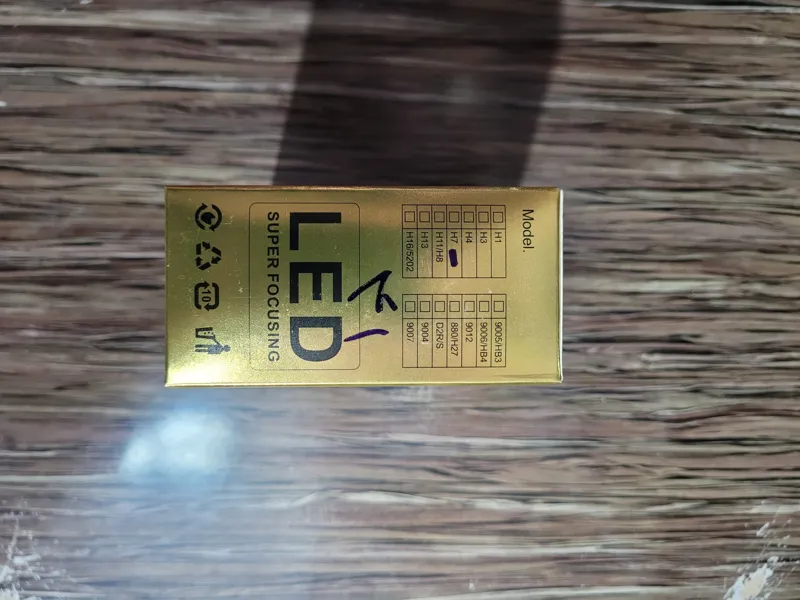 Model.
H1
H3
H4
H7
H11/H8
H13
H16/5202
9005/HB3
9006/HB4
9012
880/H27
D2R/S
9004
9007
LED
SUPER FOCUSING
10